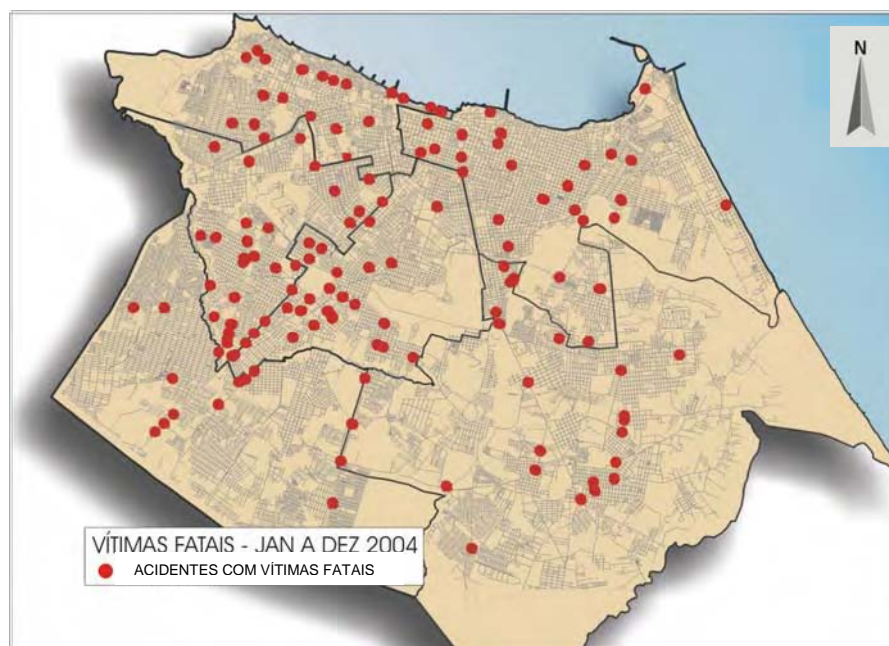 N
VÍTIMAS FATAIS - JAN A DEZ 2004
ACIDENTES COM VÍTIMAS FATAIS